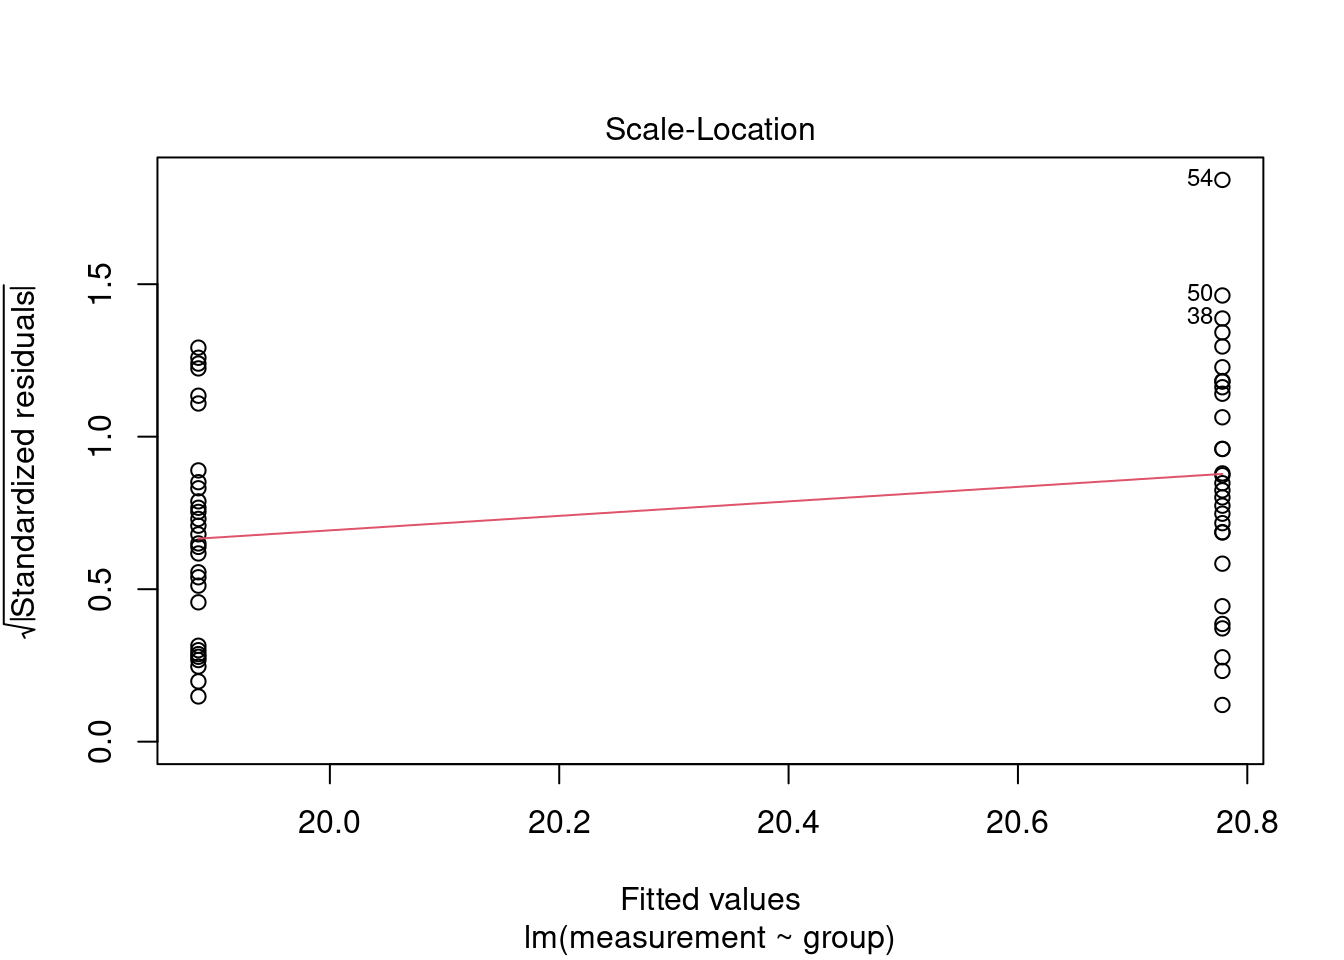 Scale-Location
√|Standardized residuals|
1.5
1.0
0.5
0.0
54
50
38
20.0 20.2 20.4 20.6 20.8
Fitted values
lm(measurement ~ group)